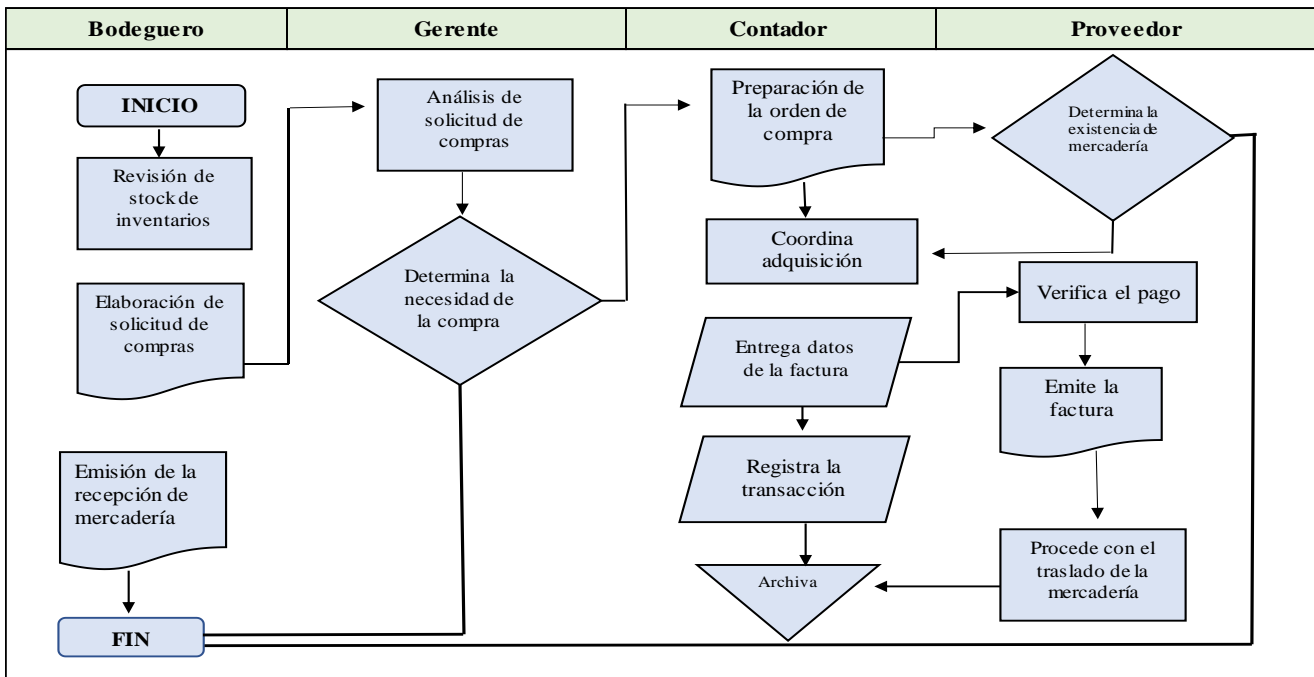 Bodeguero
Gerente
Contador
Proveedor
INICIO
Revisión de
stock de
inventarios
Elaboración de
solicitud de
compras
Emisión de la
recepción de
mercadería
FIN
Análisis de
solicitud de
compras
Determina la
necesidad de
la compra
Preparación de
la orden de
compra
Coordina
adquisición
Entrega datos
de la factura
Registra la
transacción
Archiva
Determina la
existencia de
mercadería
Verifica el pago
Emite la
factura
Procede con el
traslado de la
mercadería